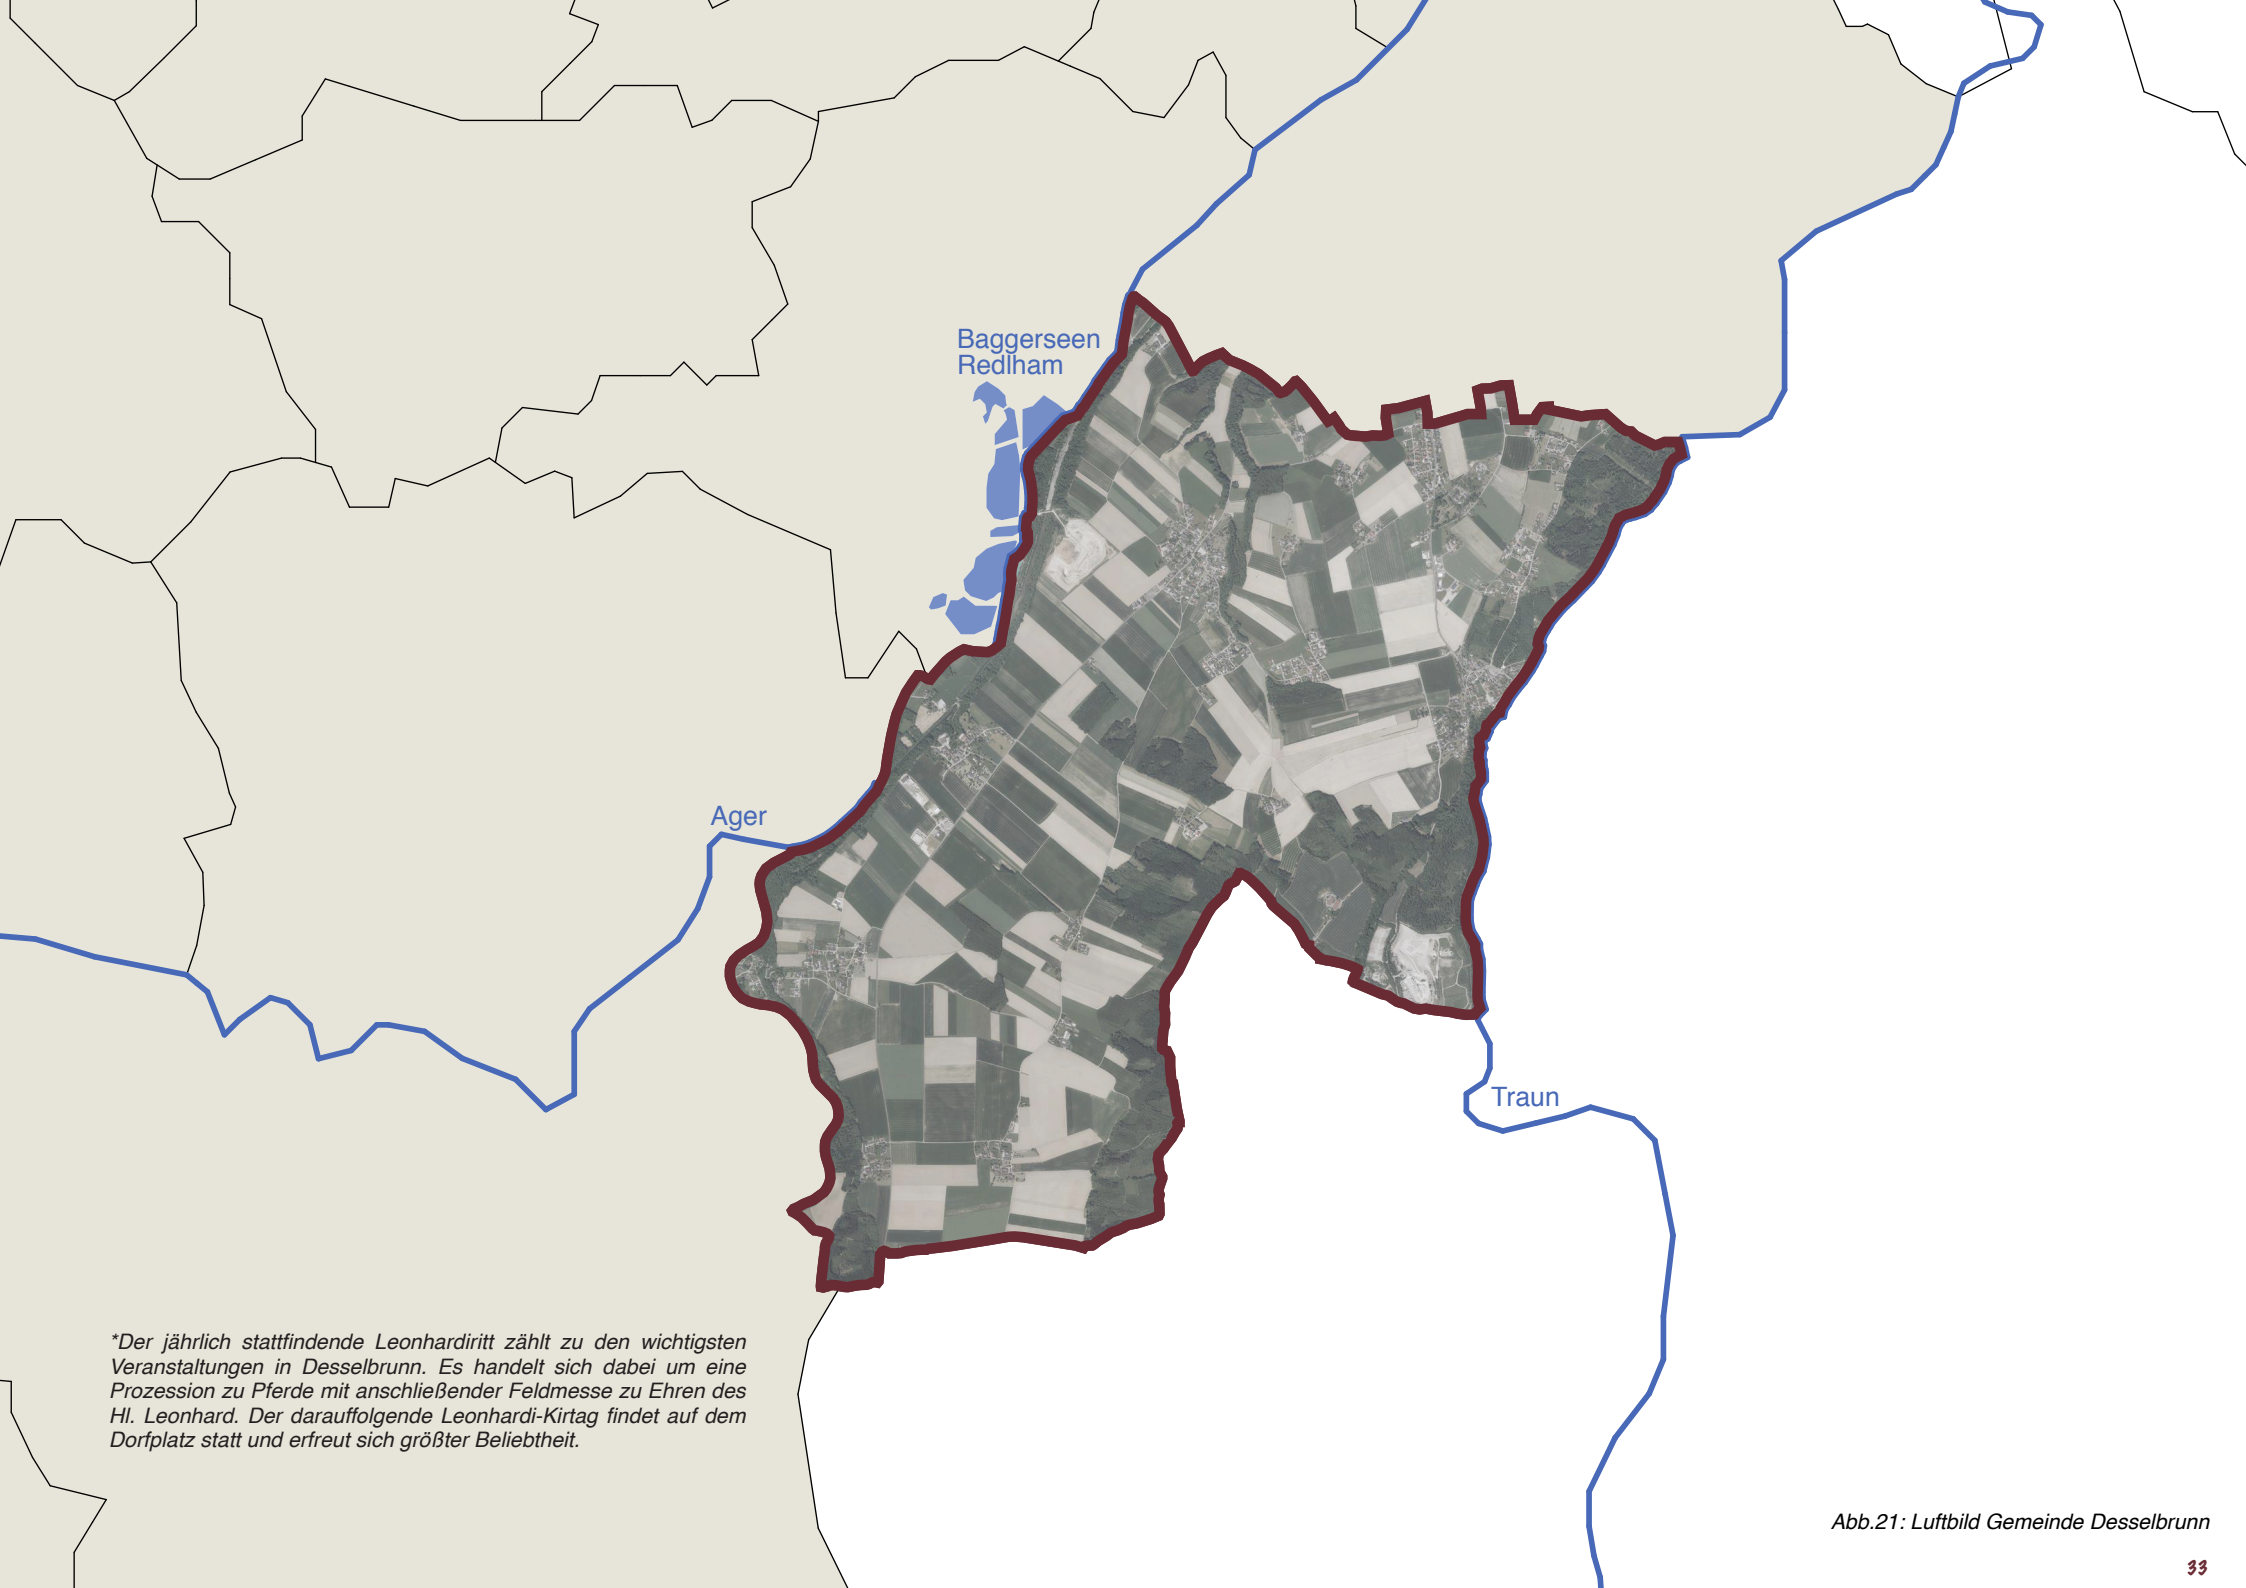 Baggerseen
Redlham
Ager
Traun
*Der jährlich stattfindende Leonhardiritt zählt zu den wichtigsten
Veranstaltungen in Desselbrunn. Es handelt sich dabei um eine
Prozession zu Pferde mit anschließender Feldmesse zu Ehren des
Hl. Leonhard. Der darauffolgende Leonhardi-Kirtag findet auf dem
Dorfplatz statt und erfreut sich größter Beliebtheit.
Abb.21: Luftbild Gemeinde Desselbrunn
33